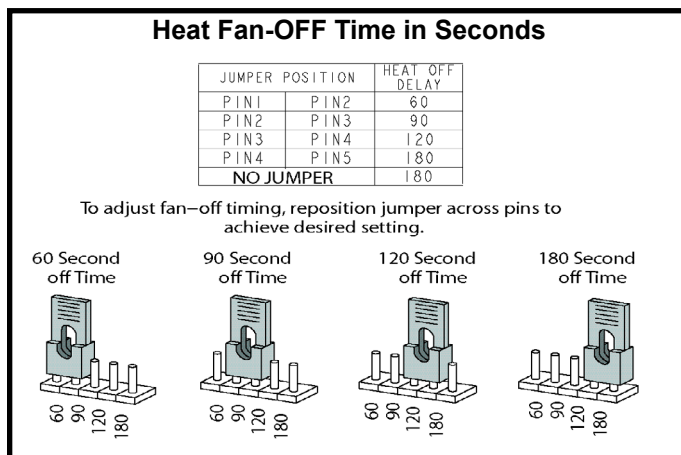 Heat Fan-OFF Time in Seconds
JUMPER POSITION HEAT OFF DELAY
PIN1 PIN2 60
PIN2 PIN3 90
PIN3 PIN4 120
PIN4 PIN5 180
NO JUMPER 180
To adjust fan–off timing, reposition jumper across pins to
achieve desired setting.
60 Second
off Time
90 Second
off Time
120 Second
off Time
180 Second
off Time
60 90 120 180
60 90 120 180
60 90 120 180
60 90 120 180